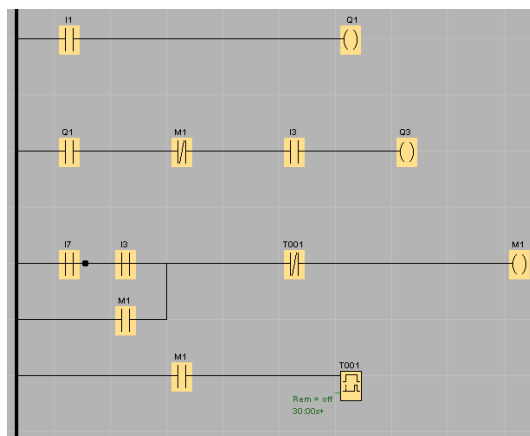 I1 Q1
Q1 M1 I3 Q3
I7 I3 T001 M1
M1
M1 T001
Rem = off
30:00s+